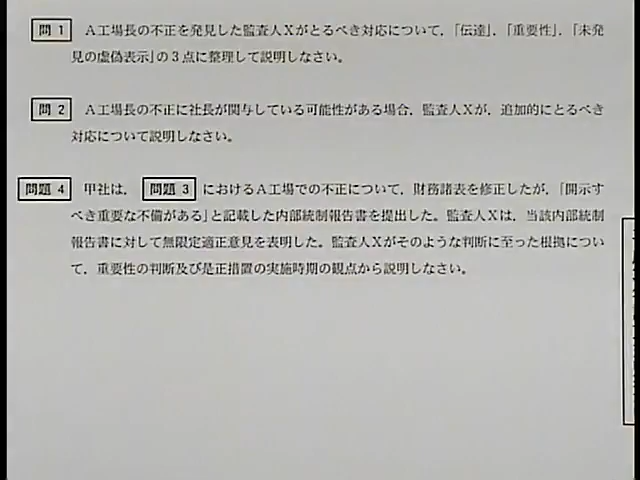 問 1 A工場長の不正を発見した監査人Xがとるべき対応について，「伝達」，「重要性」，「未発
見の虚偽表示」の3点に整理して説明しなさい。
問 2 A工場長の不正に社長が関与している可能性がある場合，監査人Xが，追加的にとるべき
対応について説明しなさい。
問題 4 甲社は， 問題 3 におけるA工場での不正について，財務諸表を修正したが，「開示す
べき重要な不備がある」と記載した内部統制報告書を提出した。監査人Xは，当該内部統制
報告書に対して無限定適正意見を表明した。監査人Xがそのような判断に至った根拠につい
て，重要性の判断及び是正措置の実施時期の観点から説明しなさい。